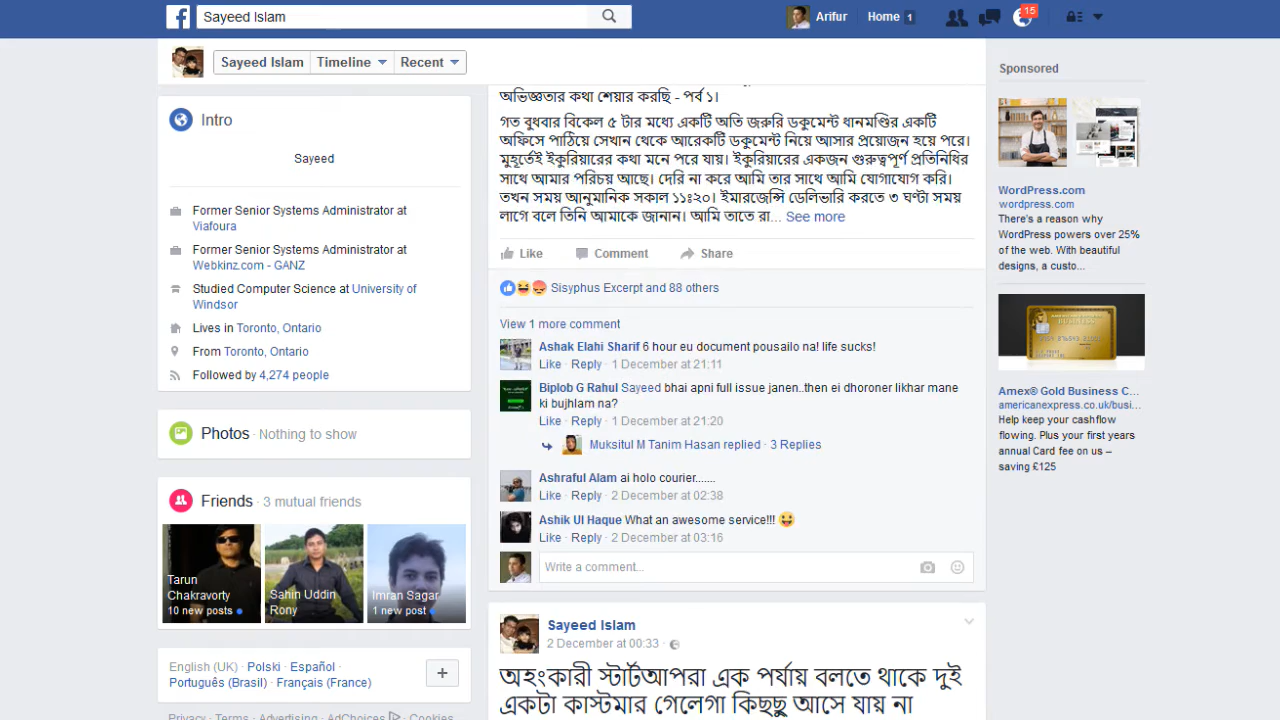 Sayeed Islam
Arifur
Home 1
15
Sayeed Islam
Timeline
Recent
Intro
Sayeed
Former Senior Systems Administrator at
Viafoura
Former Senior Systems Administrator at
Webkinz.com - GANZ
Studied Computer Science at University of
Windsor
Lives in Toronto, Ontario
From Toronto, Ontario
Followed by 4,274 people
Photos · Nothing to show
Friends · 3 mutual friends
Tarun
Chakravorty
10 new posts
Sahin Uddin
Rony
Imran Sagar
1 new post
English (UK) · Polski · Español ·
Português (Brasil) · Français (France)
Privacy · Terms · Advertising · AdChoices · Cookies
অভিজ্ঞতার কথা শেয়ার করছি - পর্ব ১।
গত বুধবার বিকেল ৫ টার মধ্যে একটি অতি জরুরি ডকুমেন্ট ধানমণ্ডির একটি
অফিসে পাঠিয়ে সেখান থেকে আরেকটি ডকুমেন্ট নিয়ে আসার প্রয়োজন হয়ে পরে।
মুহূর্তেই ইকুরিয়ারের কথা মনে পরে যায়। ইকুরিয়ারের একজন গুরুত্বপূর্ণ প্রতিনিধির
সাথে আমার পরিচয় আছে। দেরি না করে আমি তার সাথে আমি যোগাযোগ করি।
তখন সময় আনুমানিক সকাল ১১ঃ২০। ইমারজেন্সি ডেলিভারি করতে ৩ ঘণ্টা সময়
লাগে বলে তিনি আমাকে জানান। আমি তাতে রা... See more
Like Comment Share
Sisyphus Excerpt and 88 others
View 1 more comment
Ashak Elahi Sharif 6 hour eu document pousailo na! life sucks!
Like · Reply · 1 December at 21:11
Biplob G Rahul Sayeed bhai apni full issue janen..then ei dhoroner likhar mane
ki bujhlam na?
Like · Reply · 1 December at 21:20
Muksitul M Tanim Hasan replied · 3 Replies
Ashraful Alam ai holo courier.......
Like · Reply · 2 December at 02:38
Ashik Ul Haque What an awesome service!!!
Like · Reply · 2 December at 03:16
Write a comment...
Sayeed Islam
2 December at 00:33 ·
অহংকারী স্টার্টআপরা এক পর্যায় বলতে থাকে দুই
একটা কাস্টমার গেলেগা কিছছু আসে যায় না
Sponsored
WordPress.com
wordpress.com
There's a reason why
WordPress powers over 25%
of the web. With beautiful
designs, a custo...
Amex® Gold Business C...
americanexpress.co.uk/busi...
Help keep your cashflow
flowing. Plus your first years
annual Card fee on us –
saving £125